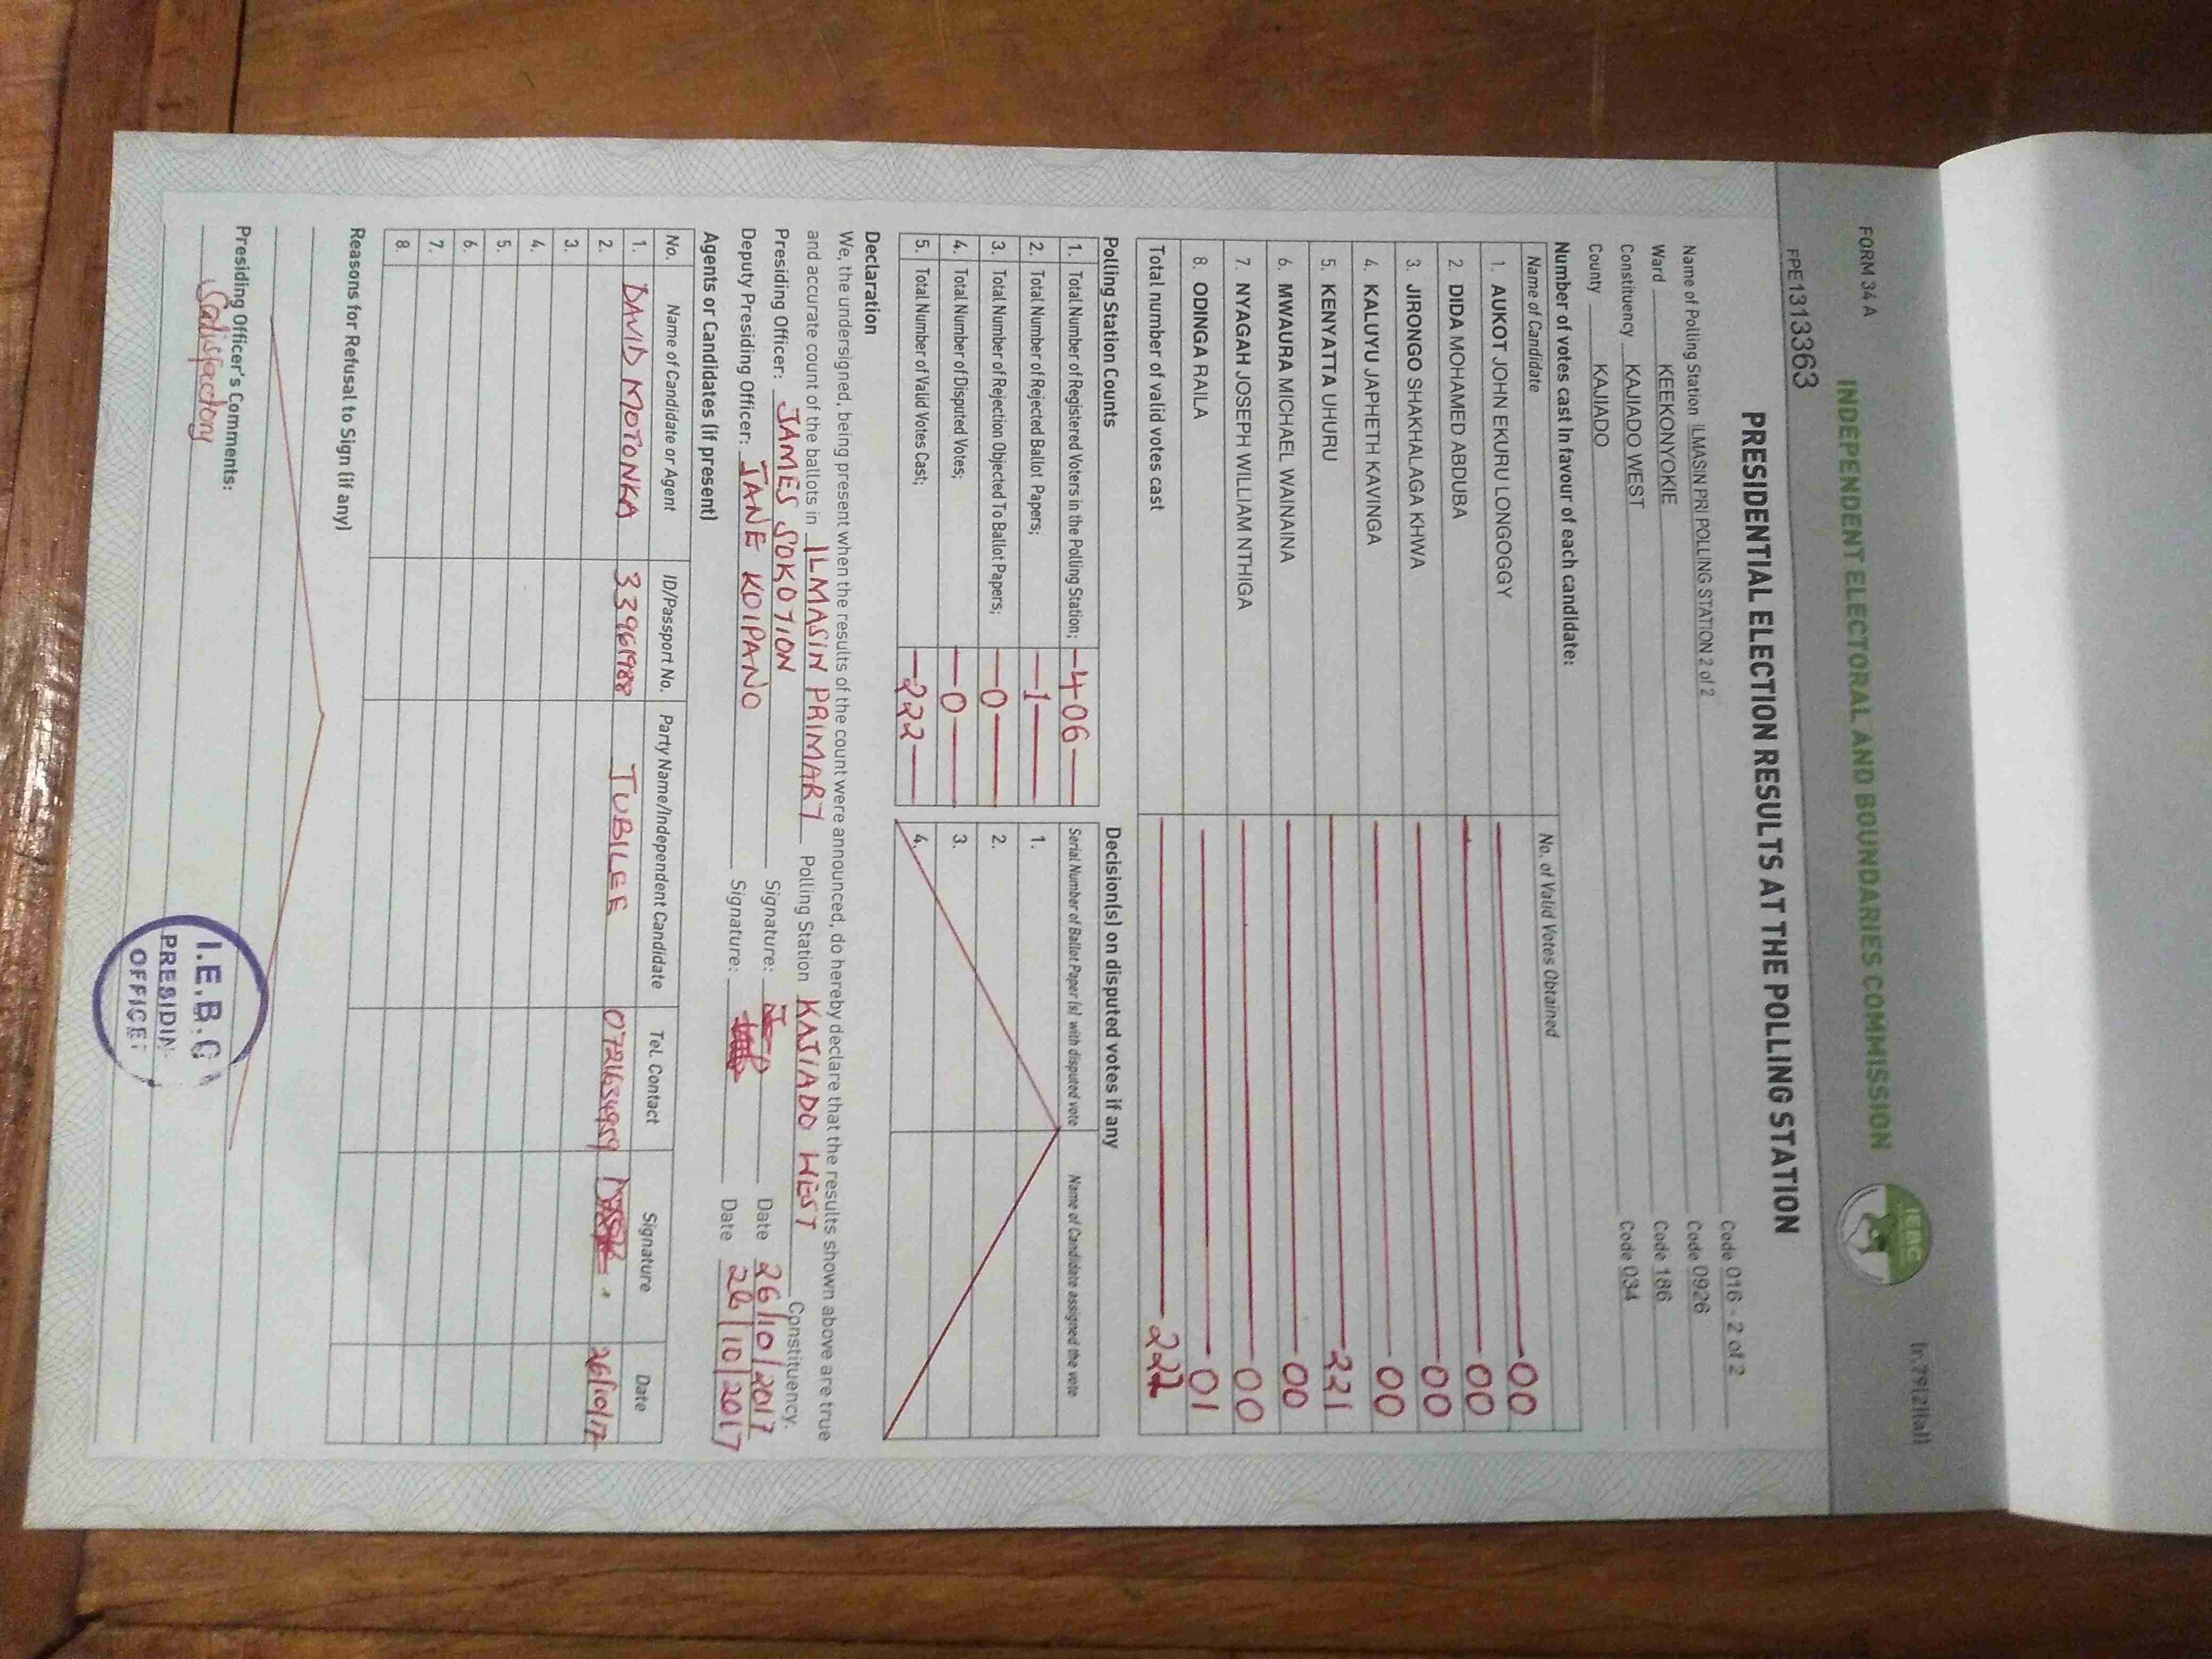 FORM 34 A
(r.79(2)(a))
INDEPENDENT ELECTORAL AND BOUNDARIES COMMISSION
IEBC
FPE1313363
PRESIDENTIAL ELECTION RESULTS AT THE POLLING STATION
Name of Polling Station ILMASIN PRI POLLING STATION 2 of 2 Code 016 - 2 of 2
Ward KEEKONYOKIE Code 0926
Constituency KAJIADO WEST Code 186
County KAJIADO Code 034
Number of votes cast in favour of each candidate:
Name of Candidate No. of Valid Votes Obtained
1. AUKOT JOHN EKURU LONGOGGY 00
2. DIDA MOHAMED ABDUBA 00
3. JIRONGO SHAKHALAGA KHWA 00
4. KALUYU JAPHETH KAVINGA 00
5. KENYATTA UHURU 221
6. MWAURA MICHAEL WAINAINA 00
7. NYAGAH JOSEPH WILLIAM NTHIGA 00
8. ODINGA RAILA 01
Total number of valid votes cast 222
Polling Station Counts
1. Total Number of Registered Voters in the Polling Station; 406
2. Total Number of Rejected Ballot Papers; 1
3. Total Number of Rejection Objected To Ballot Papers; 0
4. Total Number of Disputed Votes; 0
5. Total Number of Valid Votes Cast; 222
Decision(s) on disputed votes if any
Serial Number of Ballot Paper (s) with disputed vote Name of Candidate assigned the vote
1.
2.
3.
4.
Declaration
We, the undersigned, being present when the results of the count were announced, do hereby declare that the results shown above are true
and accurate count of the ballots in ILMASIN PRIMARY Polling Station KAJIADO WEST Constituency.
Presiding Officer: JAMES SOKOTION Signature: Date 26/10/2017
Deputy Presiding Officer: JANE KOIPANO Signature: Date 26/10/2017
Agents or Candidates (if present)
No. Name of Candidate or Agent ID/Passport No. Party Name/Independent Candidate Tel. Contact Signature Date
1. DAVID MOTONKA 33961988 JUBILEE 0721634959 26/10/17
2.
3.
4.
5.
6.
7.
8.
Reasons for Refusal to Sign (if any)
Presiding Officer's Comments:
Satisfactory
I.E.B.C
PRESIDIN
OFFICE